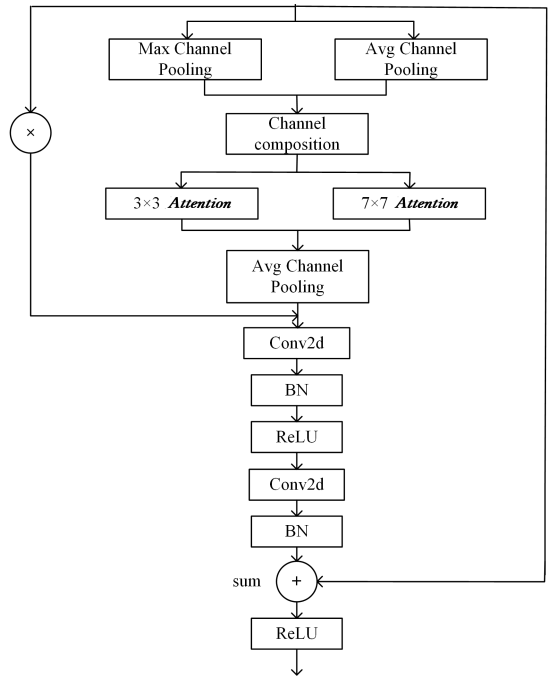 Max Channel
Pooling
Avg Channel
Pooling
×
Channel
composition
3×3 Attention
7×7 Attention
Avg Channel
Pooling
Conv2d
BN
ReLU
Conv2d
BN
sum +
ReLU